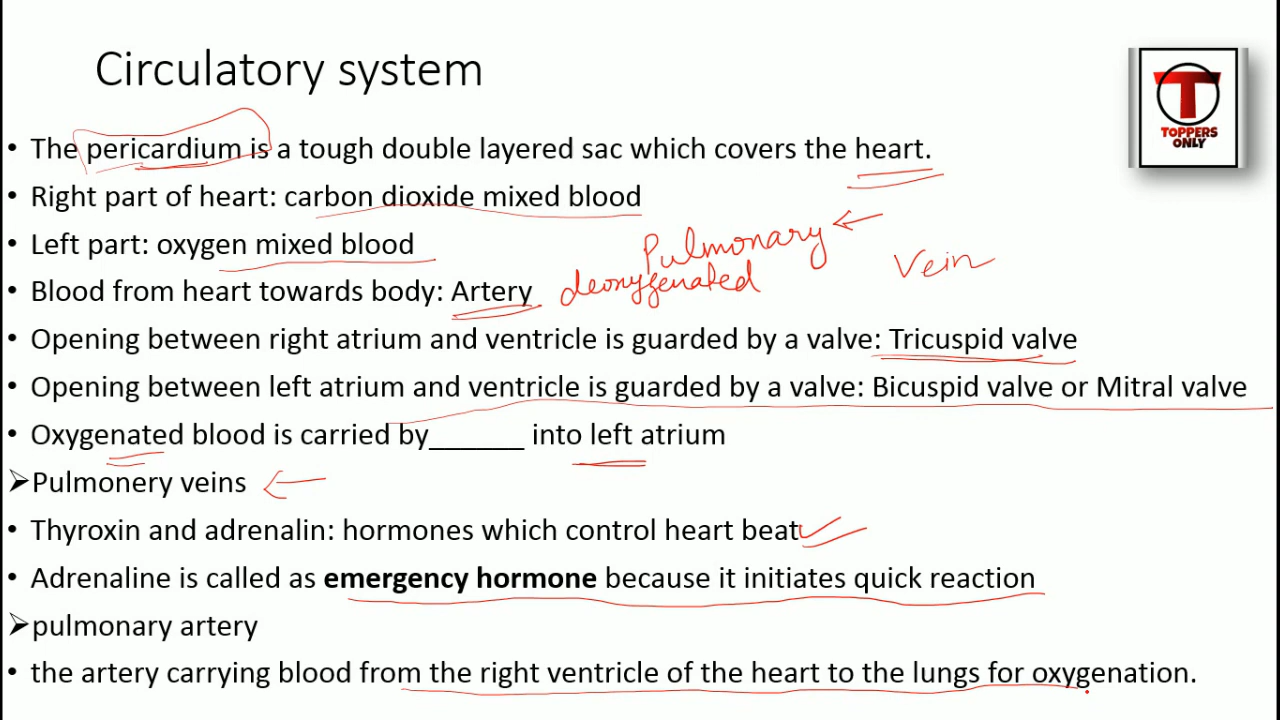 Circulatory system
TOPPERS
ONLY
• The pericardium is a tough double layered sac which covers the heart.
• Right part of heart: carbon dioxide mixed blood
• Left part: oxygen mixed blood
Pulmonary
Vein
• Blood from heart towards body: Artery
deoxygenated
• Opening between right atrium and ventricle is guarded by a valve: Tricuspid valve
• Opening between left atrium and ventricle is guarded by a valve: Bicuspid valve or Mitral valve
• Oxygenated blood is carried by______ into left atrium
➢Pulmonery veins
• Thyroxin and adrenalin: hormones which control heart beat
• Adrenaline is called as emergency hormone because it initiates quick reaction
➢pulmonary artery
• the artery carrying blood from the right ventricle of the heart to the lungs for oxygenation.